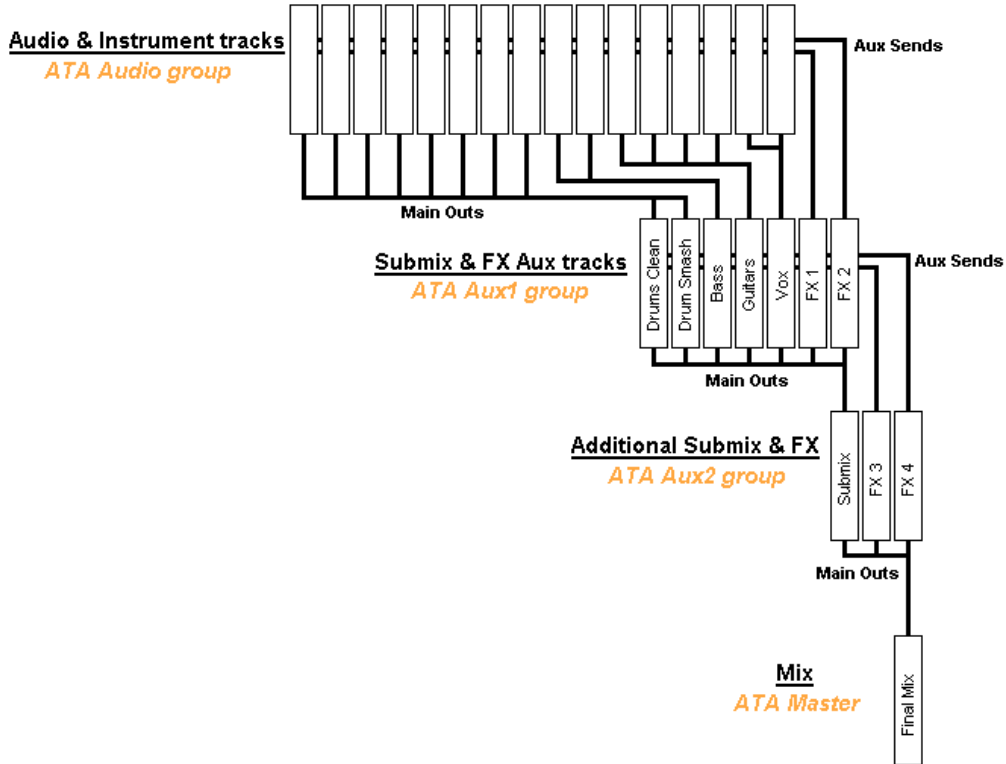 Audio & Instrument tracks
ATA Audio group
Aux Sends
Main Outs
Submix & FX Aux tracks
ATA Aux1 group
Drums Clean
Drum Smash
Bass
Guitars
Vox
FX 1
FX 2
Aux Sends
Main Outs
Additional Submix & FX
ATA Aux2 group
Submix
FX 3
FX 4
Main Outs
Mix
ATA Master
Final Mix